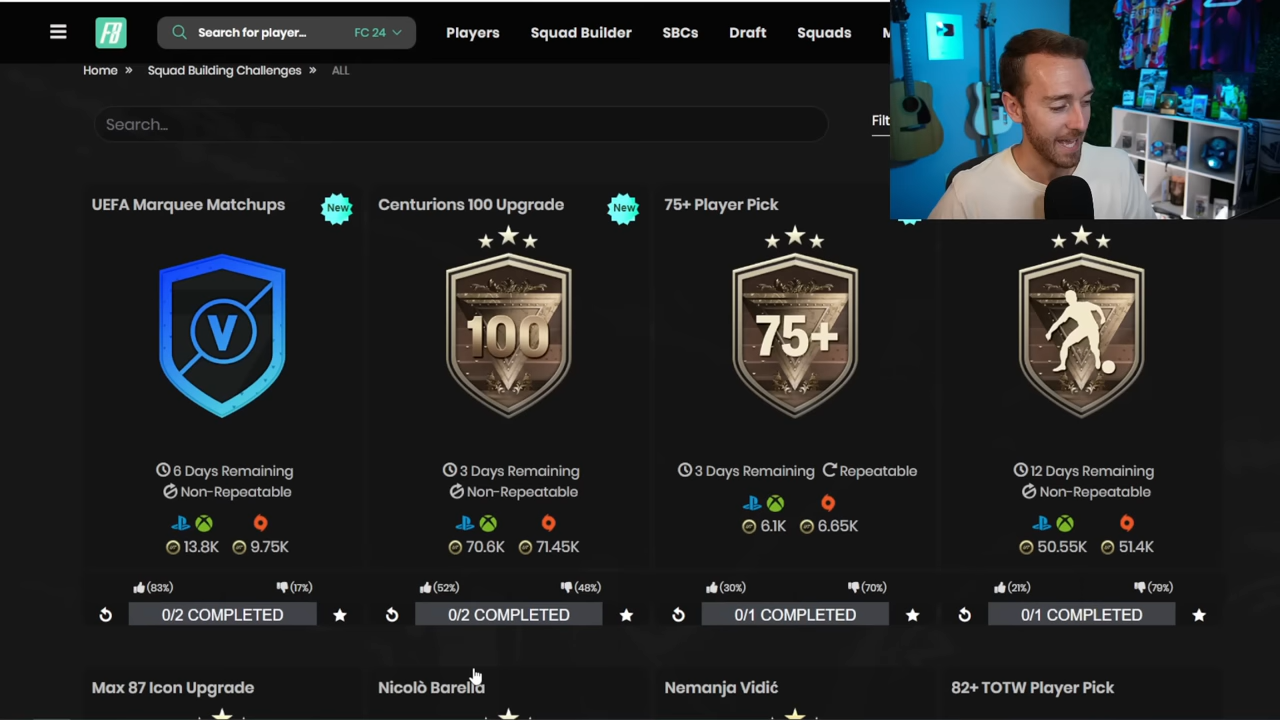 FB
Search for player...
FC 24
Players
Squad Builder
SBCs
Draft
Squads
M
Home » Squad Building Challenges » ALL
Search...
Filt
UEFA Marquee Matchups
New
V
6 Days Remaining
Non-Repeatable
13.8K
9.75K
(83%)
(17%)
0/2 COMPLETED
Centurions 100 Upgrade
New
100
3 Days Remaining
Non-Repeatable
70.6K
71.45K
(52%)
(48%)
0/2 COMPLETED
75+ Player Pick
75+
3 Days Remaining
Repeatable
6.1K
6.65K
(30%)
(70%)
0/1 COMPLETED
12 Days Remaining
Non-Repeatable
50.55K
51.4K
(21%)
(79%)
0/1 COMPLETED
Max 87 Icon Upgrade
Nicolò Barella
Nemanja Vidić
82+ TOTW Player Pick